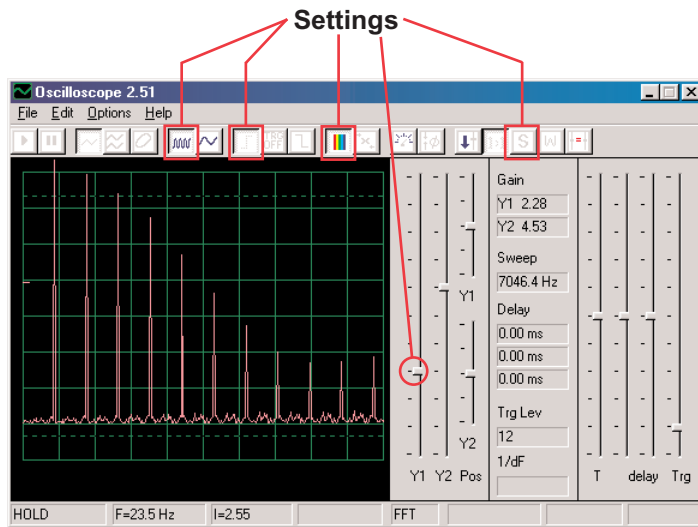 Settings
Oscilloscope 2.51
File Edit Options Help
TRG OFF
S
W
Gain
Y1 2.28
Y2 4.53
Sweep
7046.4 Hz
Y1
Delay
0.00 ms
0.00 ms
0.00 ms
Trg Lev
12
Y2
1/dF
Y1 Y2 Pos
T delay Trg
HOLD F=23.5 Hz I=2.55 FFT